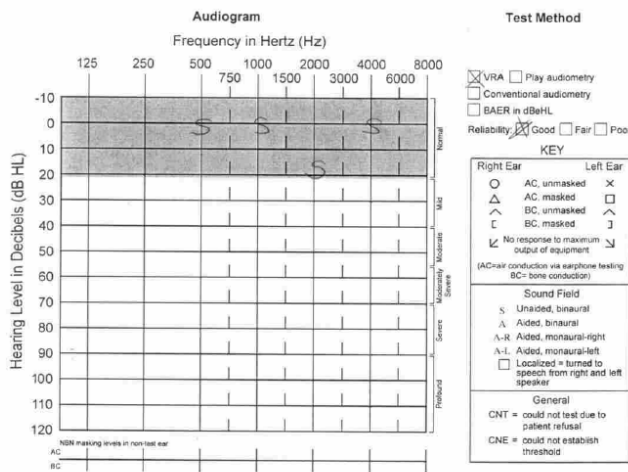 Audiogram
Frequency in Hertz (Hz)
125 250 500 750 1000 1500 2000 3000 4000 6000 8000
Hearing Level in Decibels (dB HL)
-10
0
10
20
30
40
50
60
70
80
90
100
110
120
S S S
S
Normal
Mild
Moderate
Moderately Severe
Severe
Profound
NBN masking levels in non-test ear
AC
BC
Test Method
VRA Play audiometry
Conventional audiometry
BAER in dBeHL
Reliability: Good Fair Poo
KEY
Right Ear Left Ear
O AC, unmasked ×
△ AC, masked □
BC, unmasked
[ BC, masked ]
↙ No response to maximum ↘
output of equipment
(AC=air conduction via earphone testing
BC= bone conduction)
Sound Field
S Unaided, binaural
A Aided, binaural
A-R Aided, monaural-right
A-L Aided, monaural-left
□ Localized = turned to
speech from right and left
speaker
General
CNT = could not test due to
patient refusal
CNE = could not establish
threshold